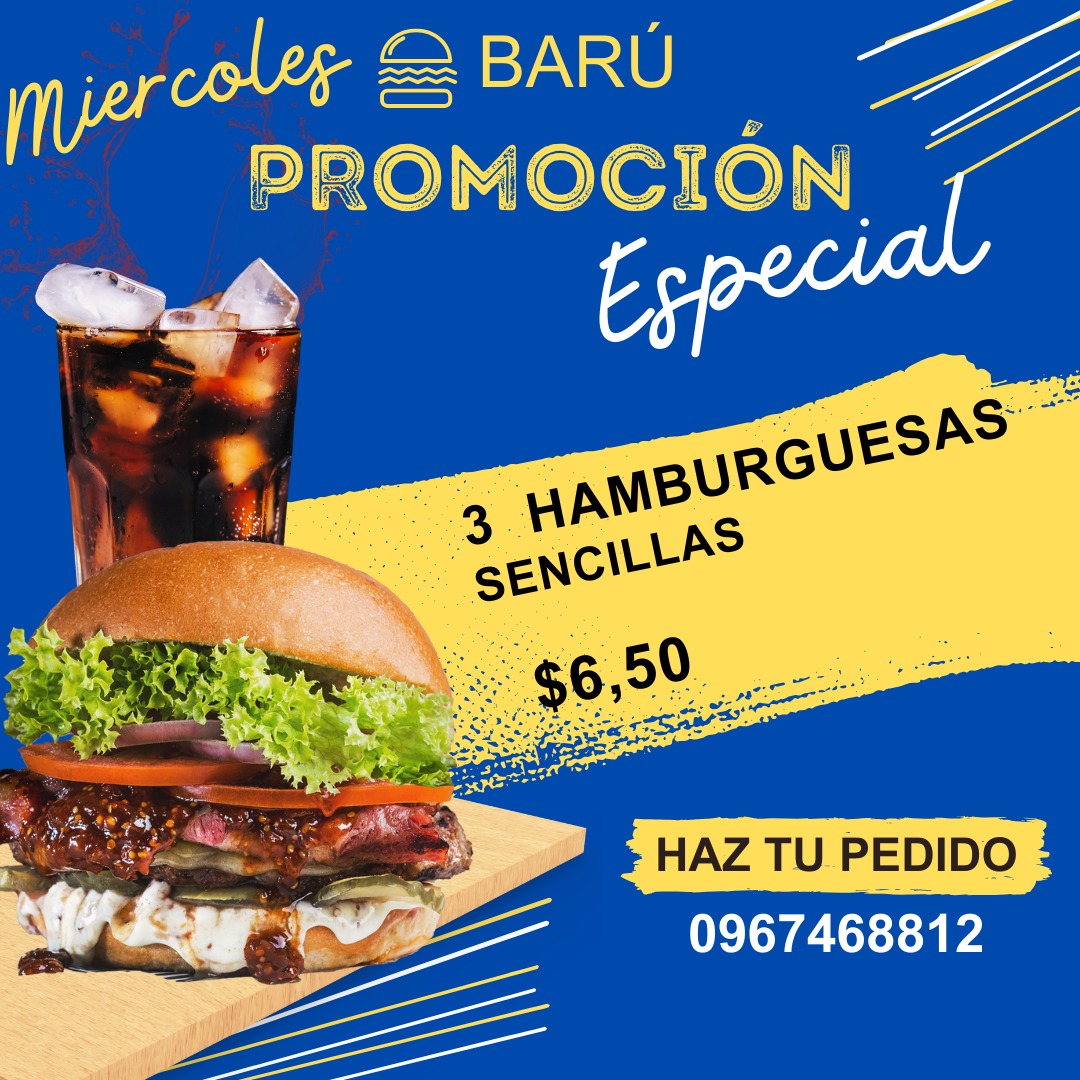 Miercoles
BARÚ
PROMOCIÓN
Especial
3 HAMBURGUESAS
SENCILLAS
$6,50
HAZ TU PEDIDO
0967468812